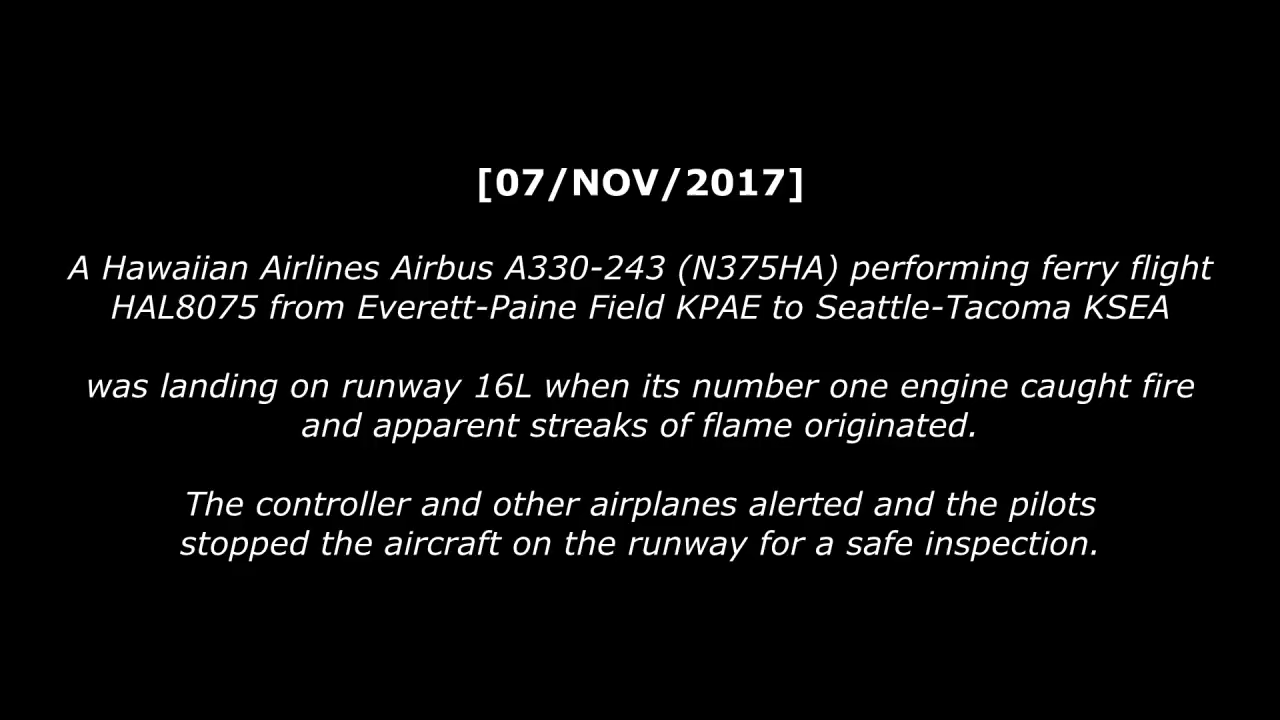 [07/NOV/2017]
A Hawaiian Airlines Airbus A330-243 (N375HA) performing ferry flight
HAL8075 from Everett-Paine Field KPAE to Seattle-Tacoma KSEA
was landing on runway 16L when its number one engine caught fire
and apparent streaks of flame originated.
The controller and other airplanes alerted and the pilots
stopped the aircraft on the runway for a safe inspection.